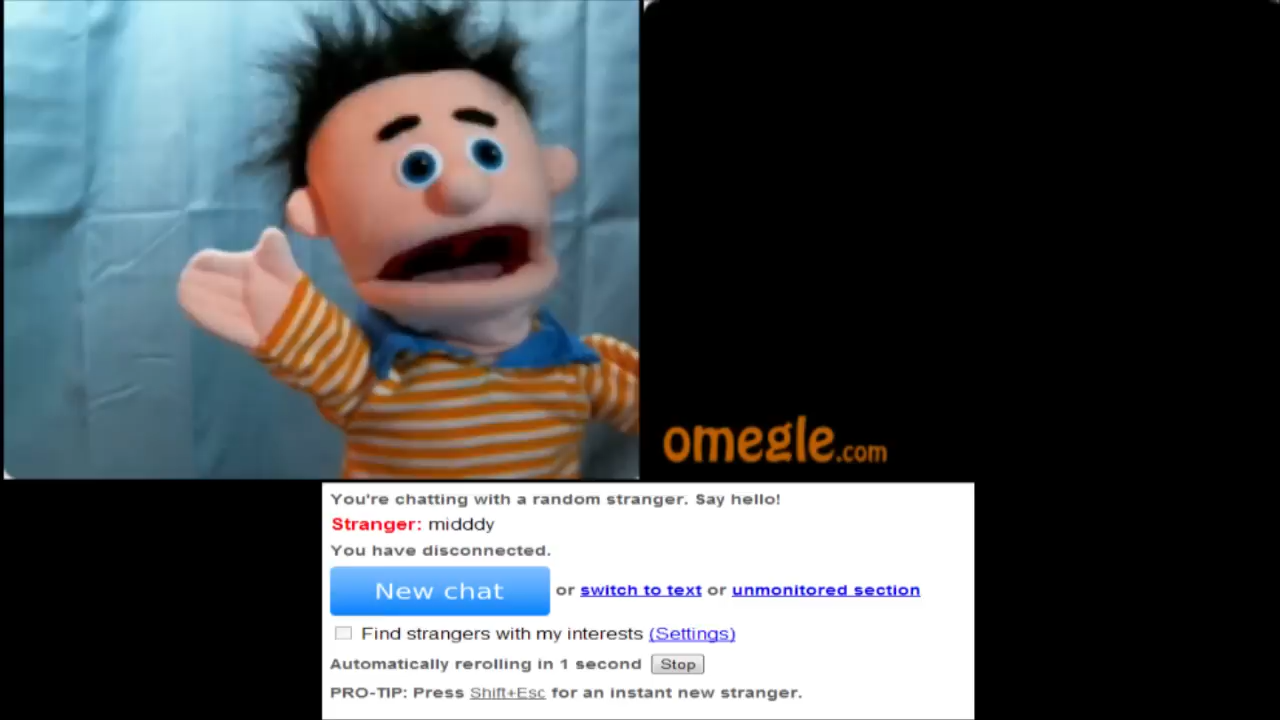 omegle.com
You're chatting with a random stranger. Say hello!
Stranger: midddy
You have disconnected.
New chat or switch to text or unmonitored section
Find strangers with my interests (Settings)
Automatically rerolling in 1 second Stop
PRO-TIP: Press Shift+Esc for an instant new stranger.